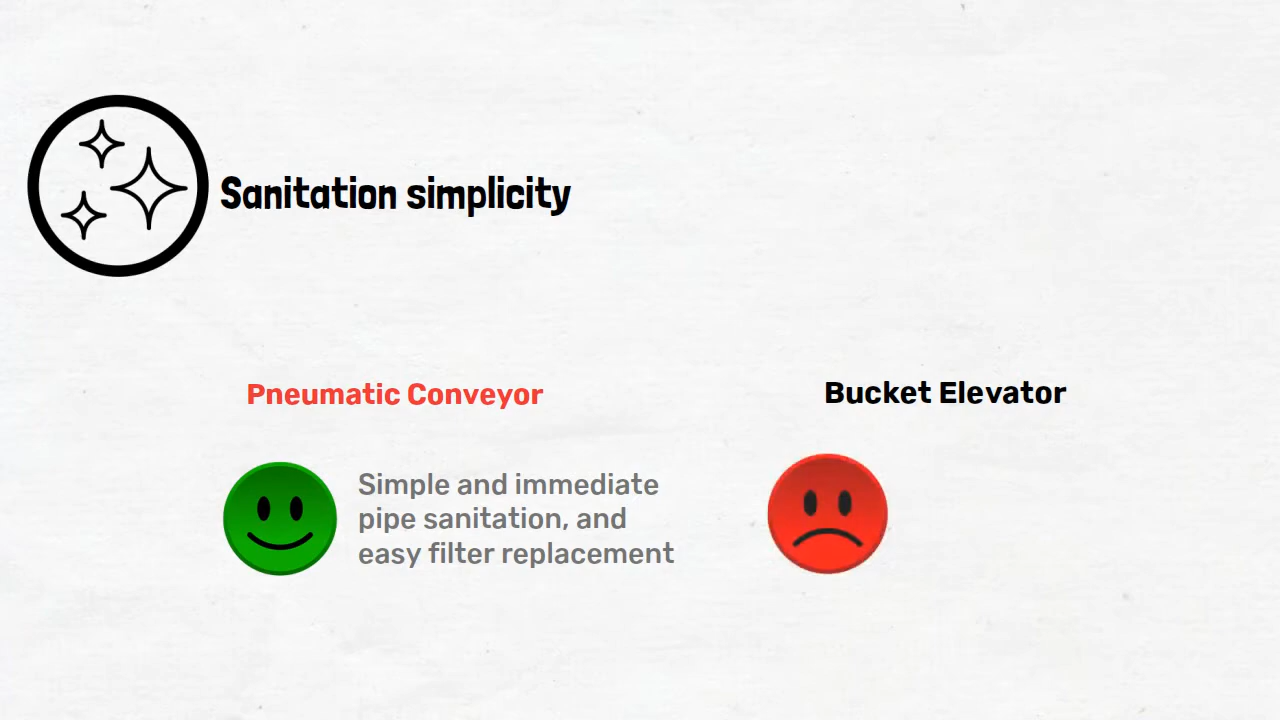 Sanitation simplicity
Pneumatic Conveyor
Bucket Elevator
Simple and immediate
pipe sanitation, and
easy filter replacement